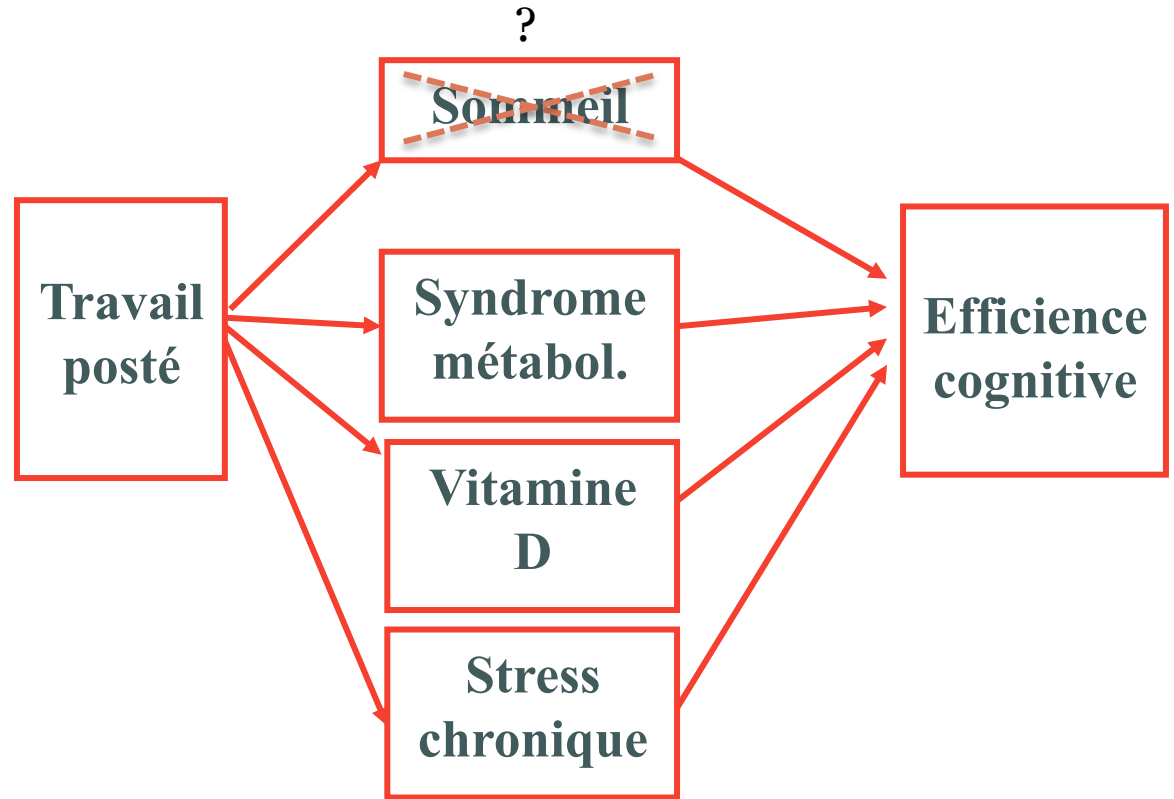 ?
Sommeil
Travail
posté
Syndrome
métabol.
Efficience
cognitive
Vitamine
D
Stress
chronique